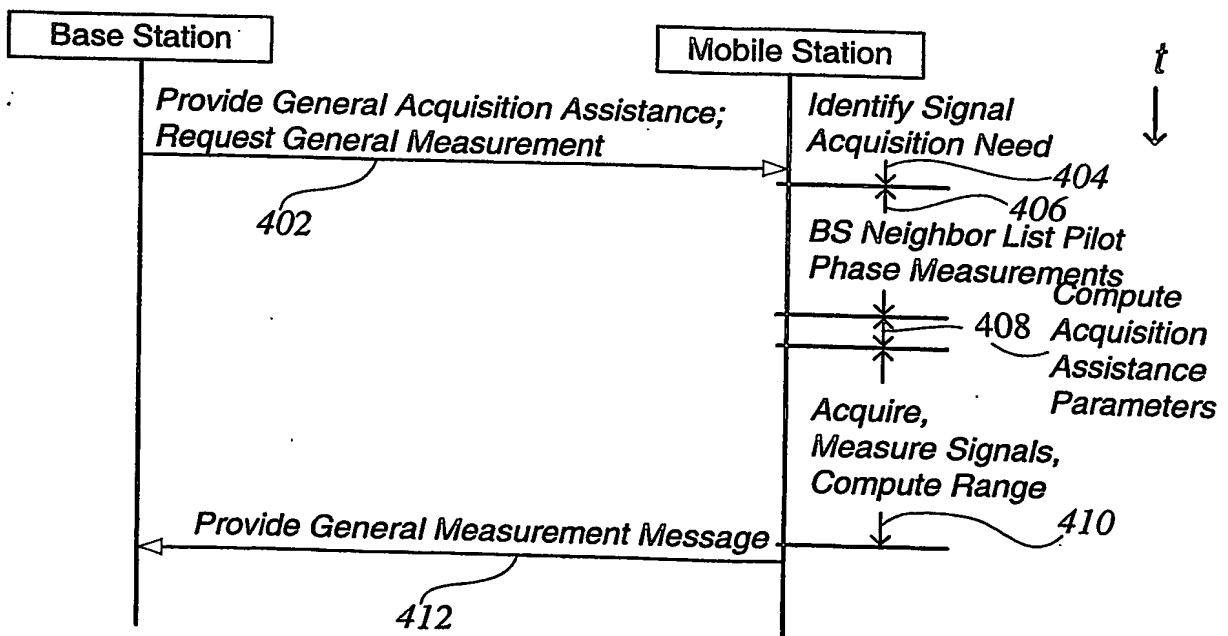 Base Station
Mobile Station
t
Provide General Acquisition Assistance;
Request General Measurement
402
Identify Signal
Acquisition Need
404
406
BS Neighbor List Pilot
Phase Measurements
408
Compute
Acquisition
Assistance
Parameters
Acquire,
Measure Signals,
Compute Range
410
Provide General Measurement Message
412